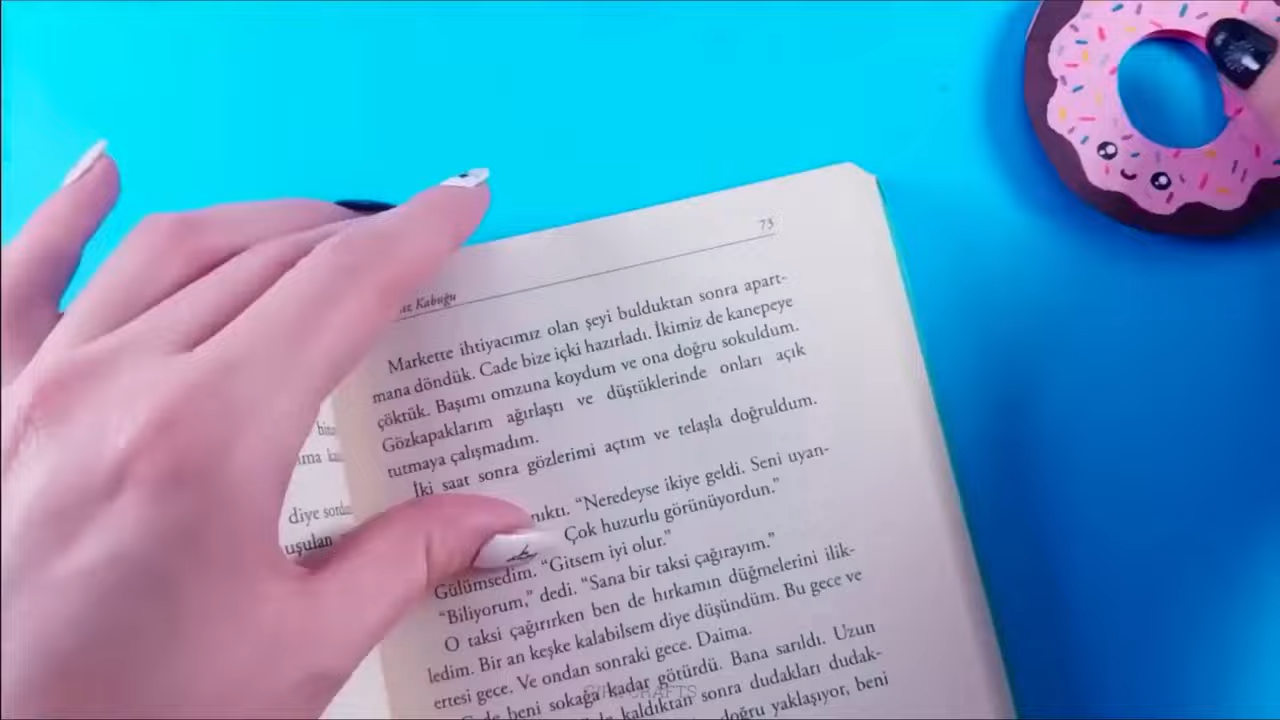 73
Kabuğu
Markette ihtiyacımız olan şeyi bulduktan sonra apart-
mana döndük. Cade bize içki hazırladı. İkimiz de kanepeye
çöktük. Başımı omzuna koydum ve ona doğru sokuldum.
Gözkapaklarım ağırlaştı ve düştüklerinde onları açık
tutmaya çalışmadım.
İki saat sonra gözlerimi açtım ve telaşla doğruldum.
“Neredeyse ikiye geldi. Seni uyan-
Çok huzurlu görünüyordun.”
Gülümsedim. “Gitsem iyi olur.”
“Biliyorum,” dedi. “Sana bir taksi çağırayım.”
O taksi çağırırken ben de hırkamın düğmelerini ilik-
ledim. Bir an keşke kalabilsem diye düşündüm. Bu gece ve
ertesi gece. Ve ondan sonraki gece. Daima.
beni sokağa kadar götürdü. Bana sarıldı. Uzun
kaldıktan sonra dudakları dudak-
doğru yaklaşıyor, beni
diye